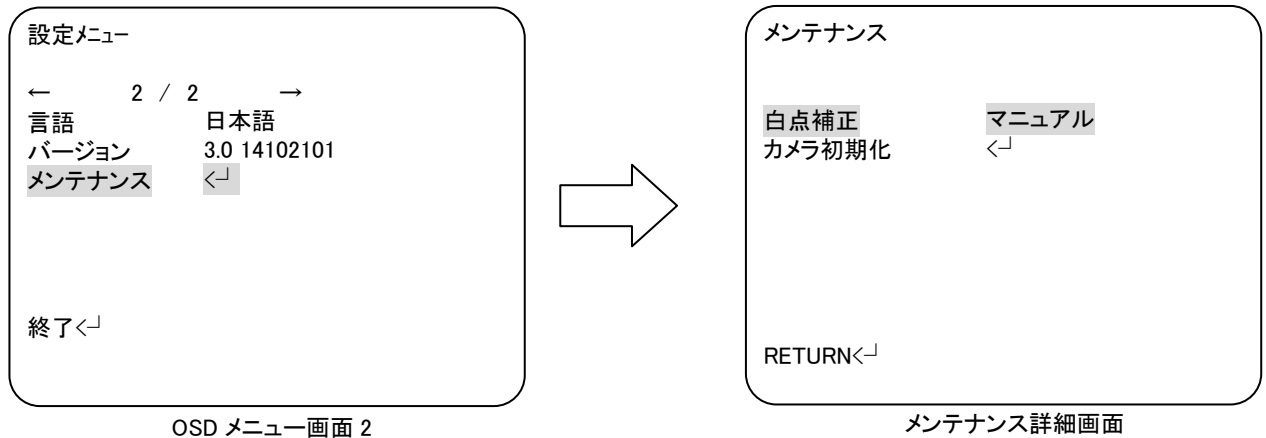 設定メニュー
← 2 / 2 →
言語 日本語
バージョン 3.0 14102101
メンテナンス <┘
終了<┘
OSD メニュー画面 2
メンテナンス
白点補正 マニュアル
カメラ初期化 <┘
RETURN<┘
メンテナンス詳細画面